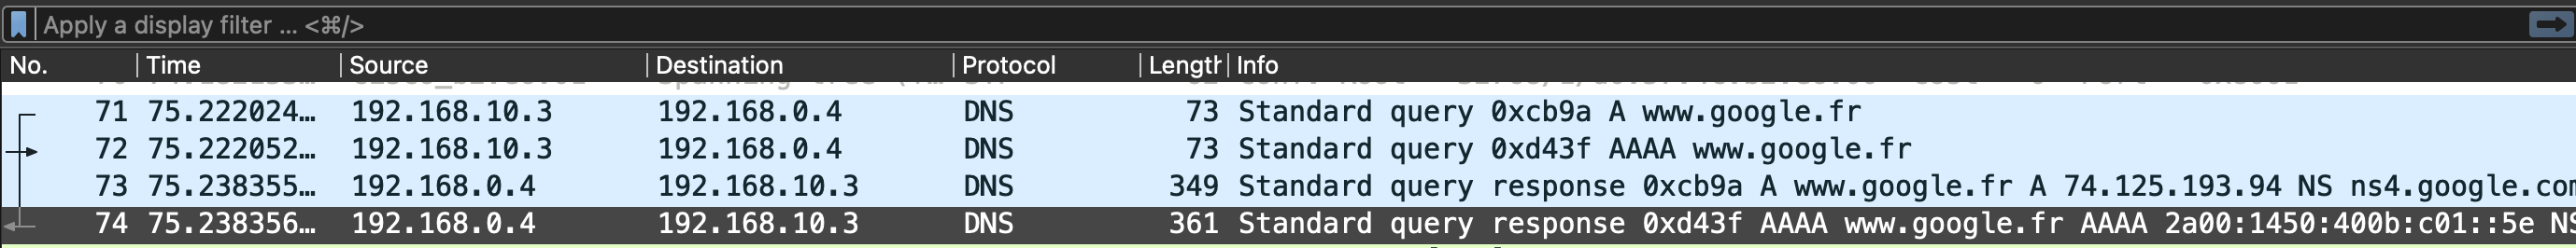 Apply a display filter … <⌘/>
No. Time Source Destination Protocol Length Info
71 75.222024… 192.168.10.3 192.168.0.4 DNS 73 Standard query 0xcb9a A www.google.fr
72 75.222052… 192.168.10.3 192.168.0.4 DNS 73 Standard query 0xd43f AAAA www.google.fr
73 75.238355… 192.168.0.4 192.168.10.3 DNS 349 Standard query response 0xcb9a A www.google.fr A 74.125.193.94 NS ns4.google.com
74 75.238356… 192.168.0.4 192.168.10.3 DNS 361 Standard query response 0xd43f AAAA www.google.fr AAAA 2a00:1450:400b:c01::5e NS